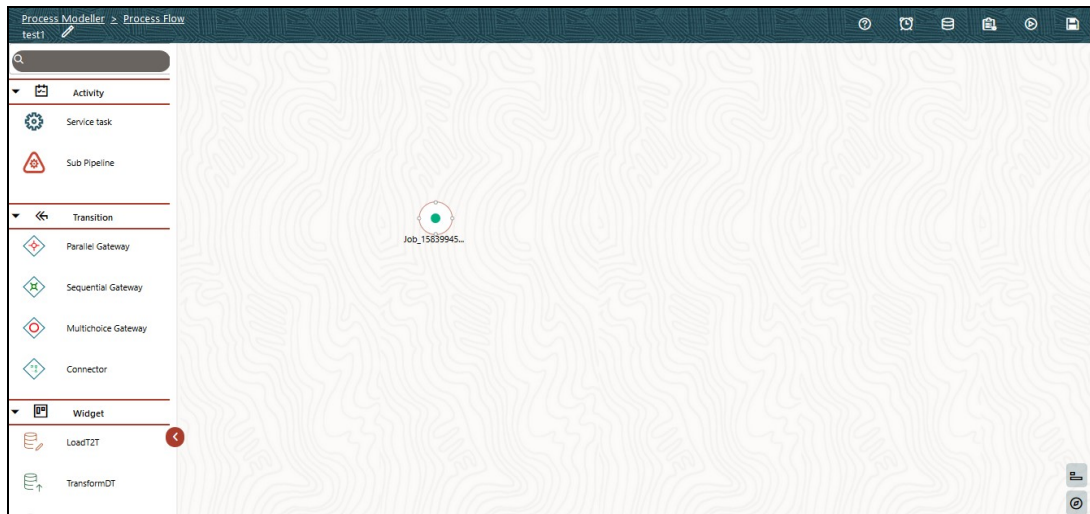 Process Modeller > Process Flow
test1
Activity
Service task
Sub Pipeline
Transition
Parallel Gateway
Sequential Gateway
Multichoice Gateway
Connector
Widget
LoadT2T
TransformDT
Job_15839945...